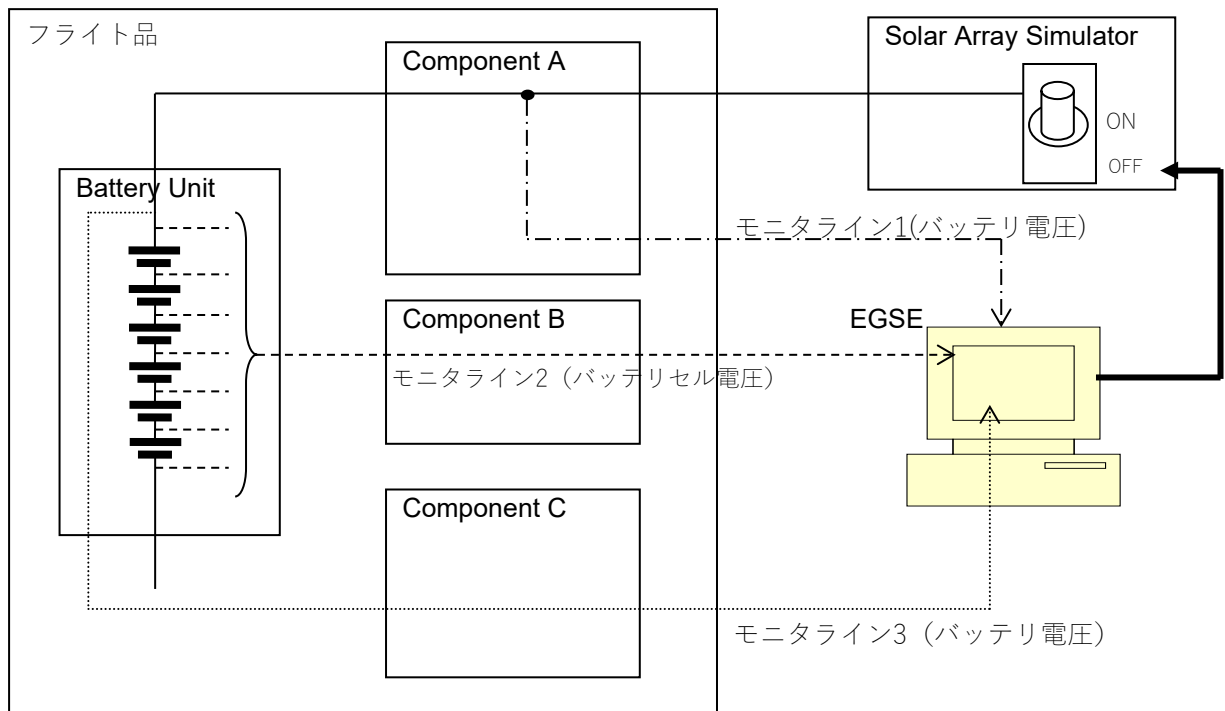 フライト品
Component A
Solar Array Simulator
ON
OFF
Battery Unit
モニタライン1(バッテリ電圧)
Component B
EGSE
モニタライン2（バッテリセル電圧）
Component C
モニタライン3（バッテリ電圧）